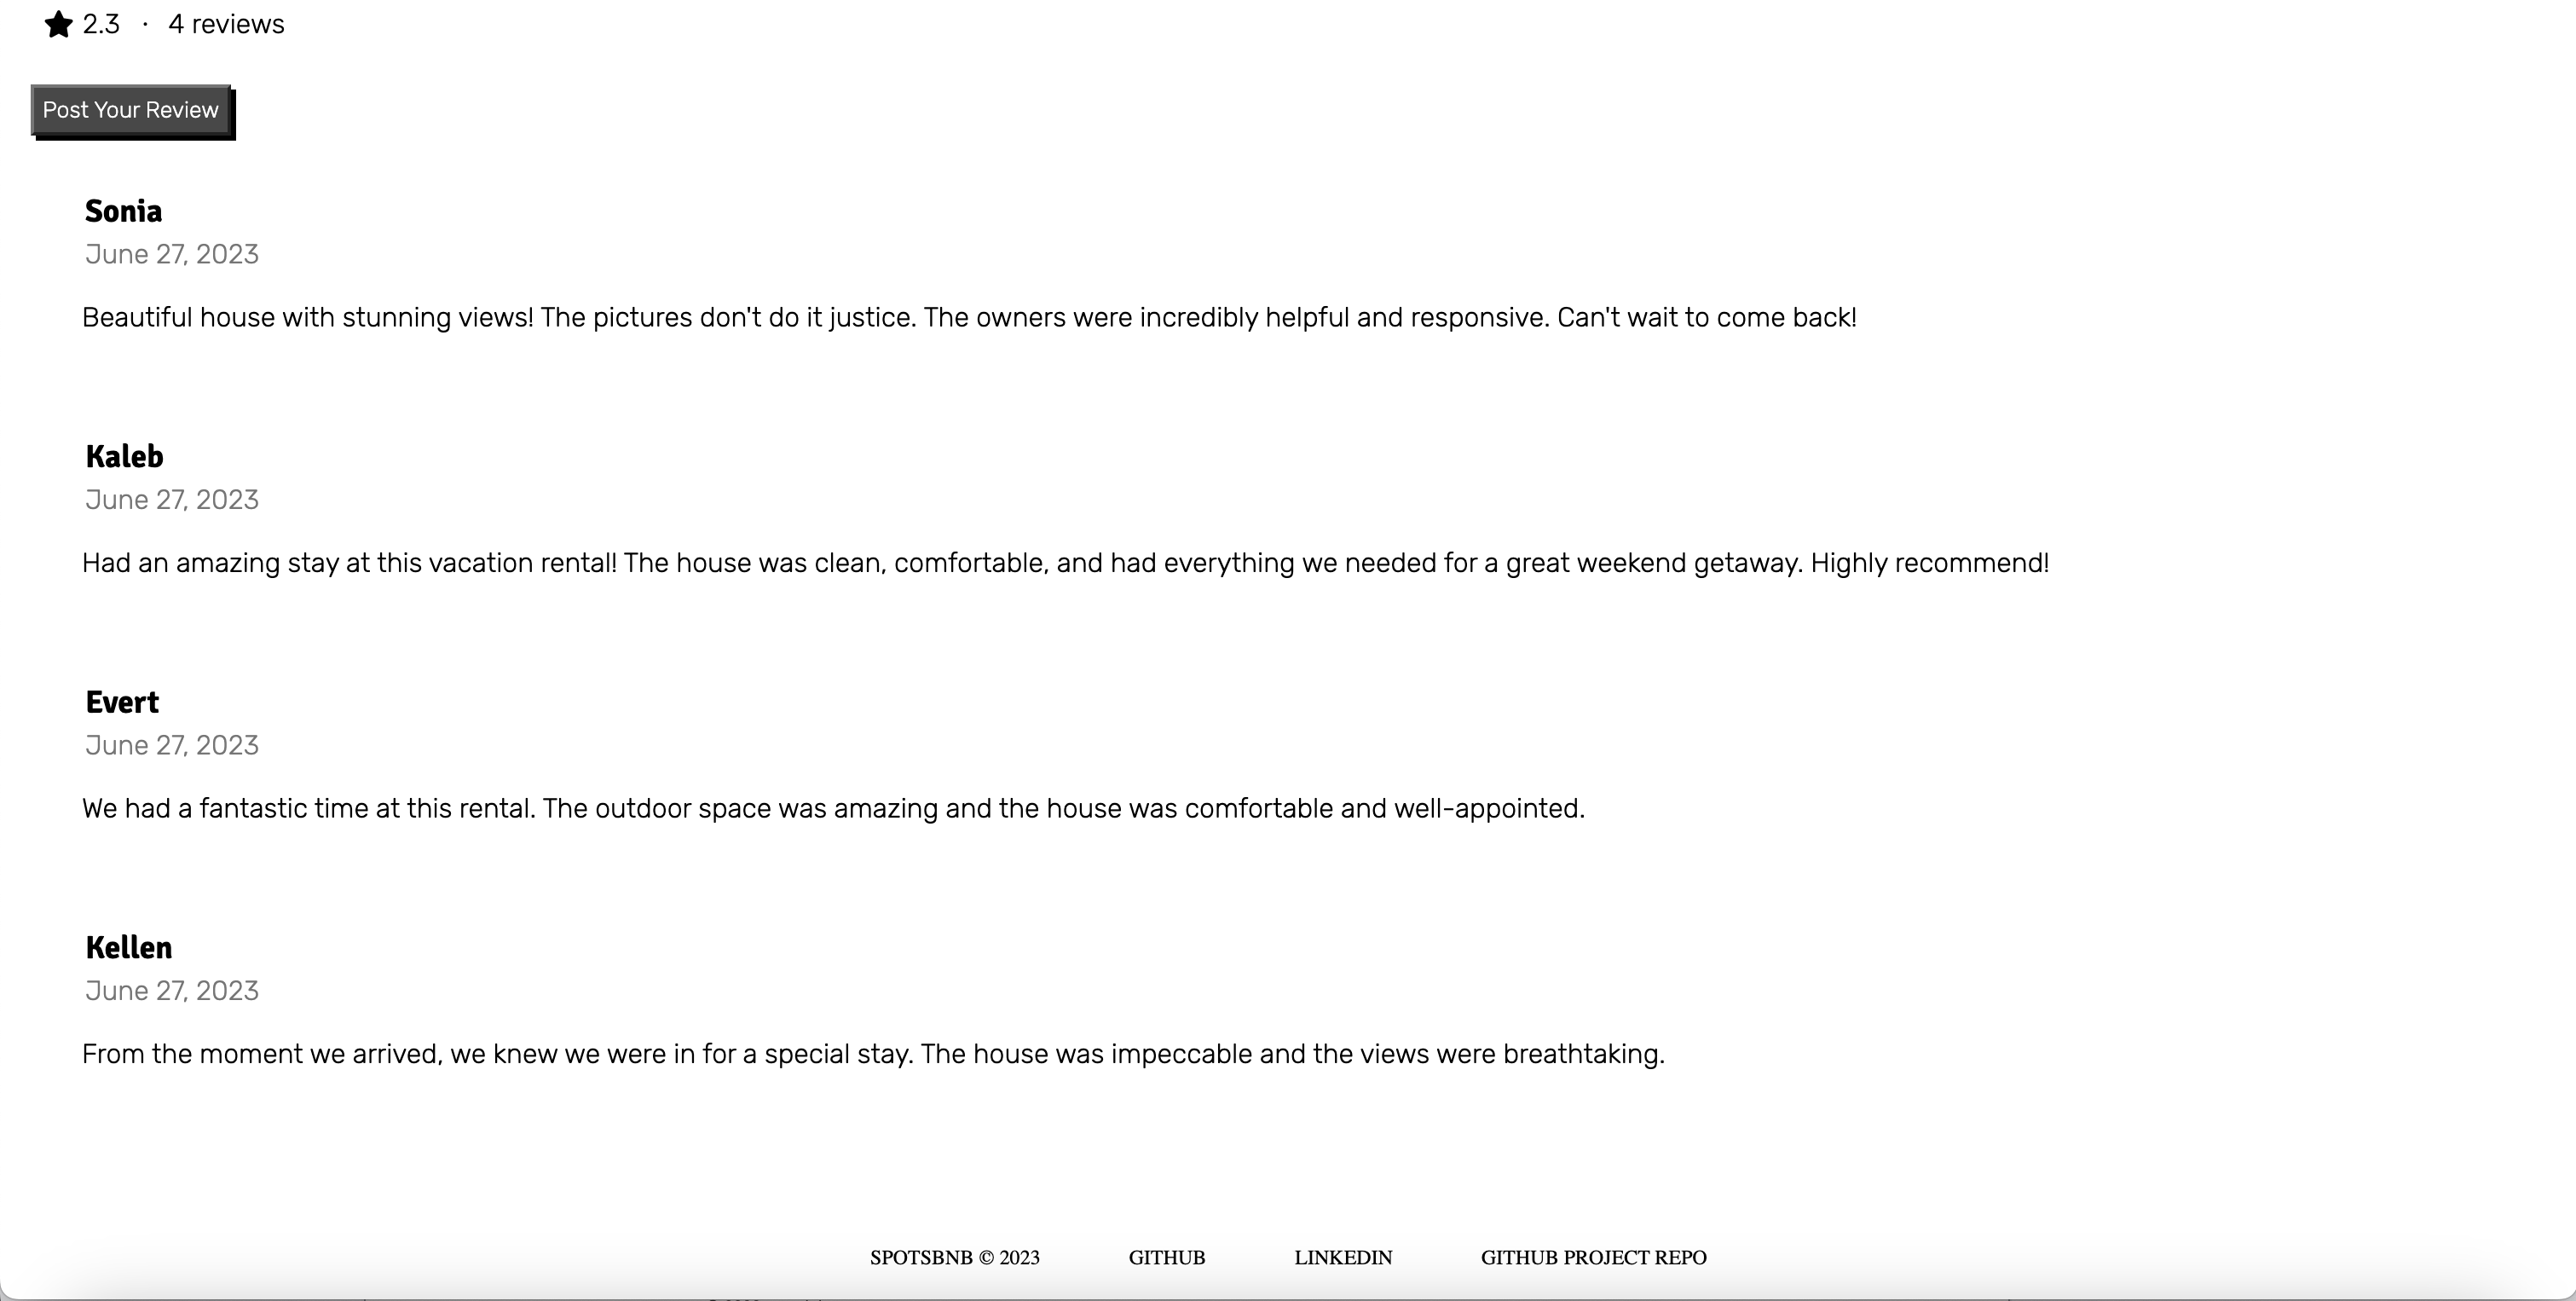 2.3 · 4 reviews
Post Your Review
Sonia
June 27, 2023
Beautiful house with stunning views! The pictures don't do it justice. The owners were incredibly helpful and responsive. Can't wait to come back!
Kaleb
June 27, 2023
Had an amazing stay at this vacation rental! The house was clean, comfortable, and had everything we needed for a great weekend getaway. Highly recommend!
Evert
June 27, 2023
We had a fantastic time at this rental. The outdoor space was amazing and the house was comfortable and well-appointed.
Kellen
June 27, 2023
From the moment we arrived, we knew we were in for a special stay. The house was impeccable and the views were breathtaking.
SPOTSBNB © 2023 GITHUB LINKEDIN GITHUB PROJECT REPO